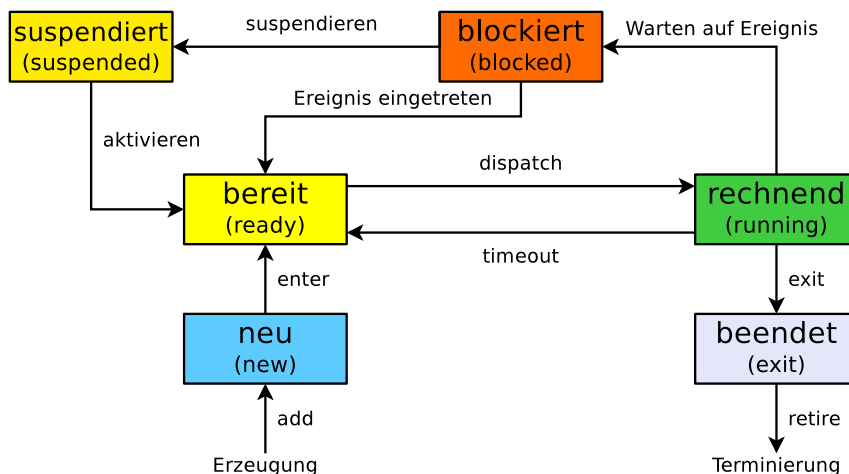 suspendiert
(suspended)
suspendieren
blockiert
(blocked)
Warten auf Ereignis
Ereignis eingetreten
aktivieren
bereit
(ready)
dispatch
rechnend
(running)
timeout
enter
exit
neu
(new)
beendet
(exit)
add
retire
Erzeugung
Terminierung